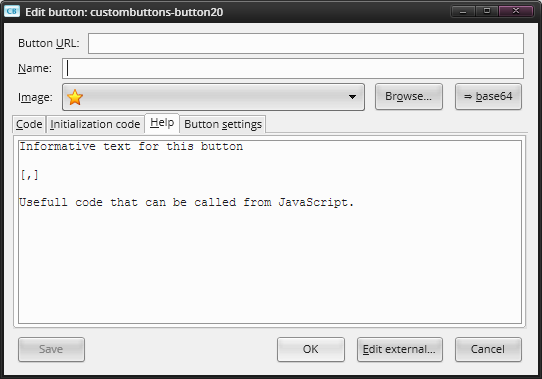 CB Edit button: custombuttons-button20
Button URL:
Name:
Image: Browse... ⇒ base64
Code Initialization code Help Button settings
Informative text for this button
[,]
Usefull code that can be called from JavaScript.
Save OK Edit external... Cancel